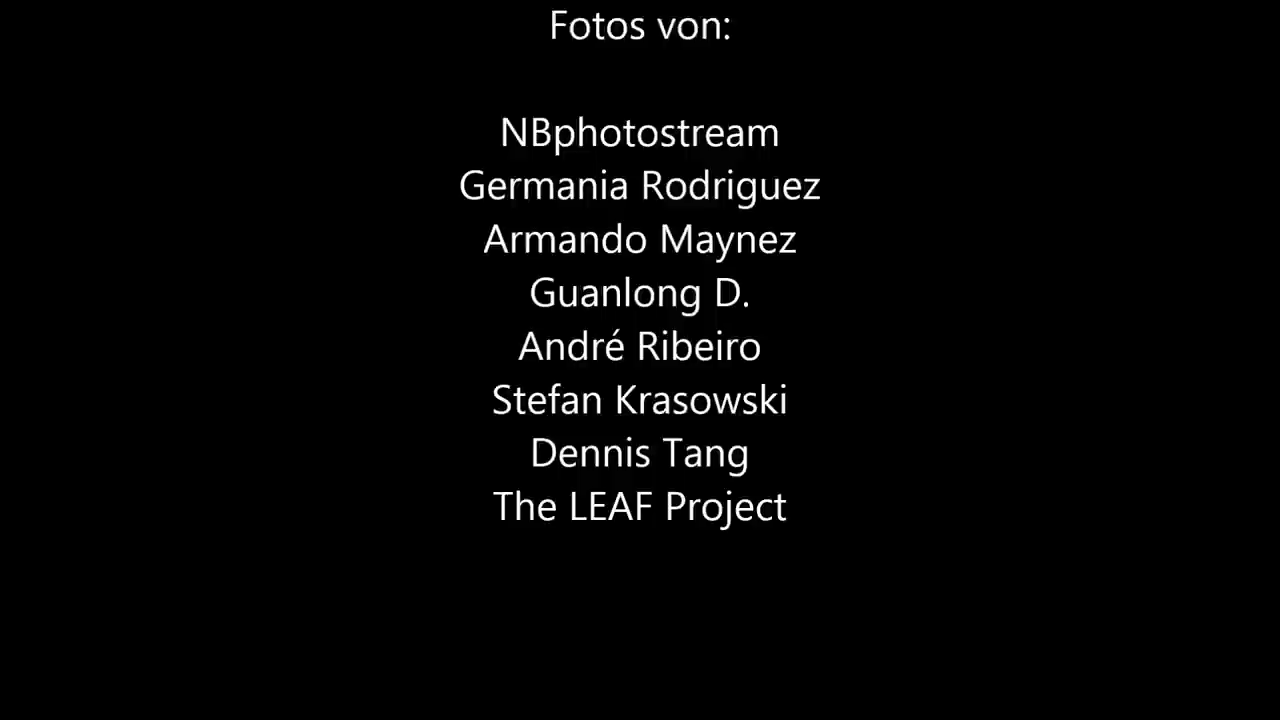 Fotos von:
NBphotostream
Germania Rodriguez
Armando Maynez
Guanlong D.
André Ribeiro
Stefan Krasowski
Dennis Tang
The LEAF Project